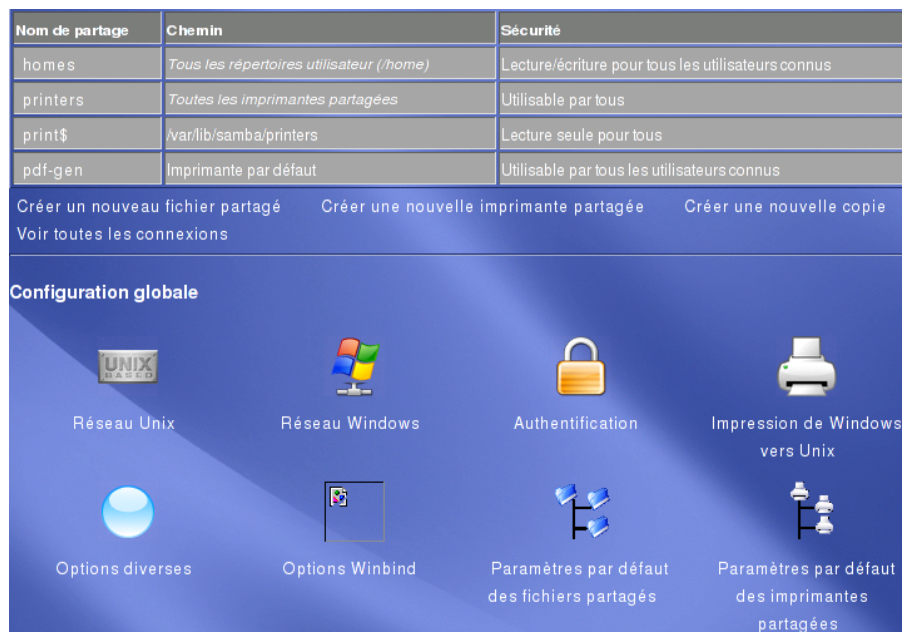 Nom de partage Chemin Sécurité
homes Tous les répertoires utilisateur (/home) Lecture/écriture pour tous les utilisateurs connus
printers Toutes les imprimantes partagées Utilisable par tous
print$ /var/lib/samba/printers Lecture seule pour tous
pdf-gen Imprimante par défaut Utilisable par tous les utilisateurs connus
Créer un nouveau fichier partagé Créer une nouvelle imprimante partagée Créer une nouvelle copie
Voir toutes les connexions
Configuration globale
UNIX
BASED
Réseau Unix Réseau Windows Authentification Impression de Windows
vers Unix
Options diverses Options Winbind Paramètres par défaut
des fichiers partagés
Paramètres par défaut
des imprimantes
partagées